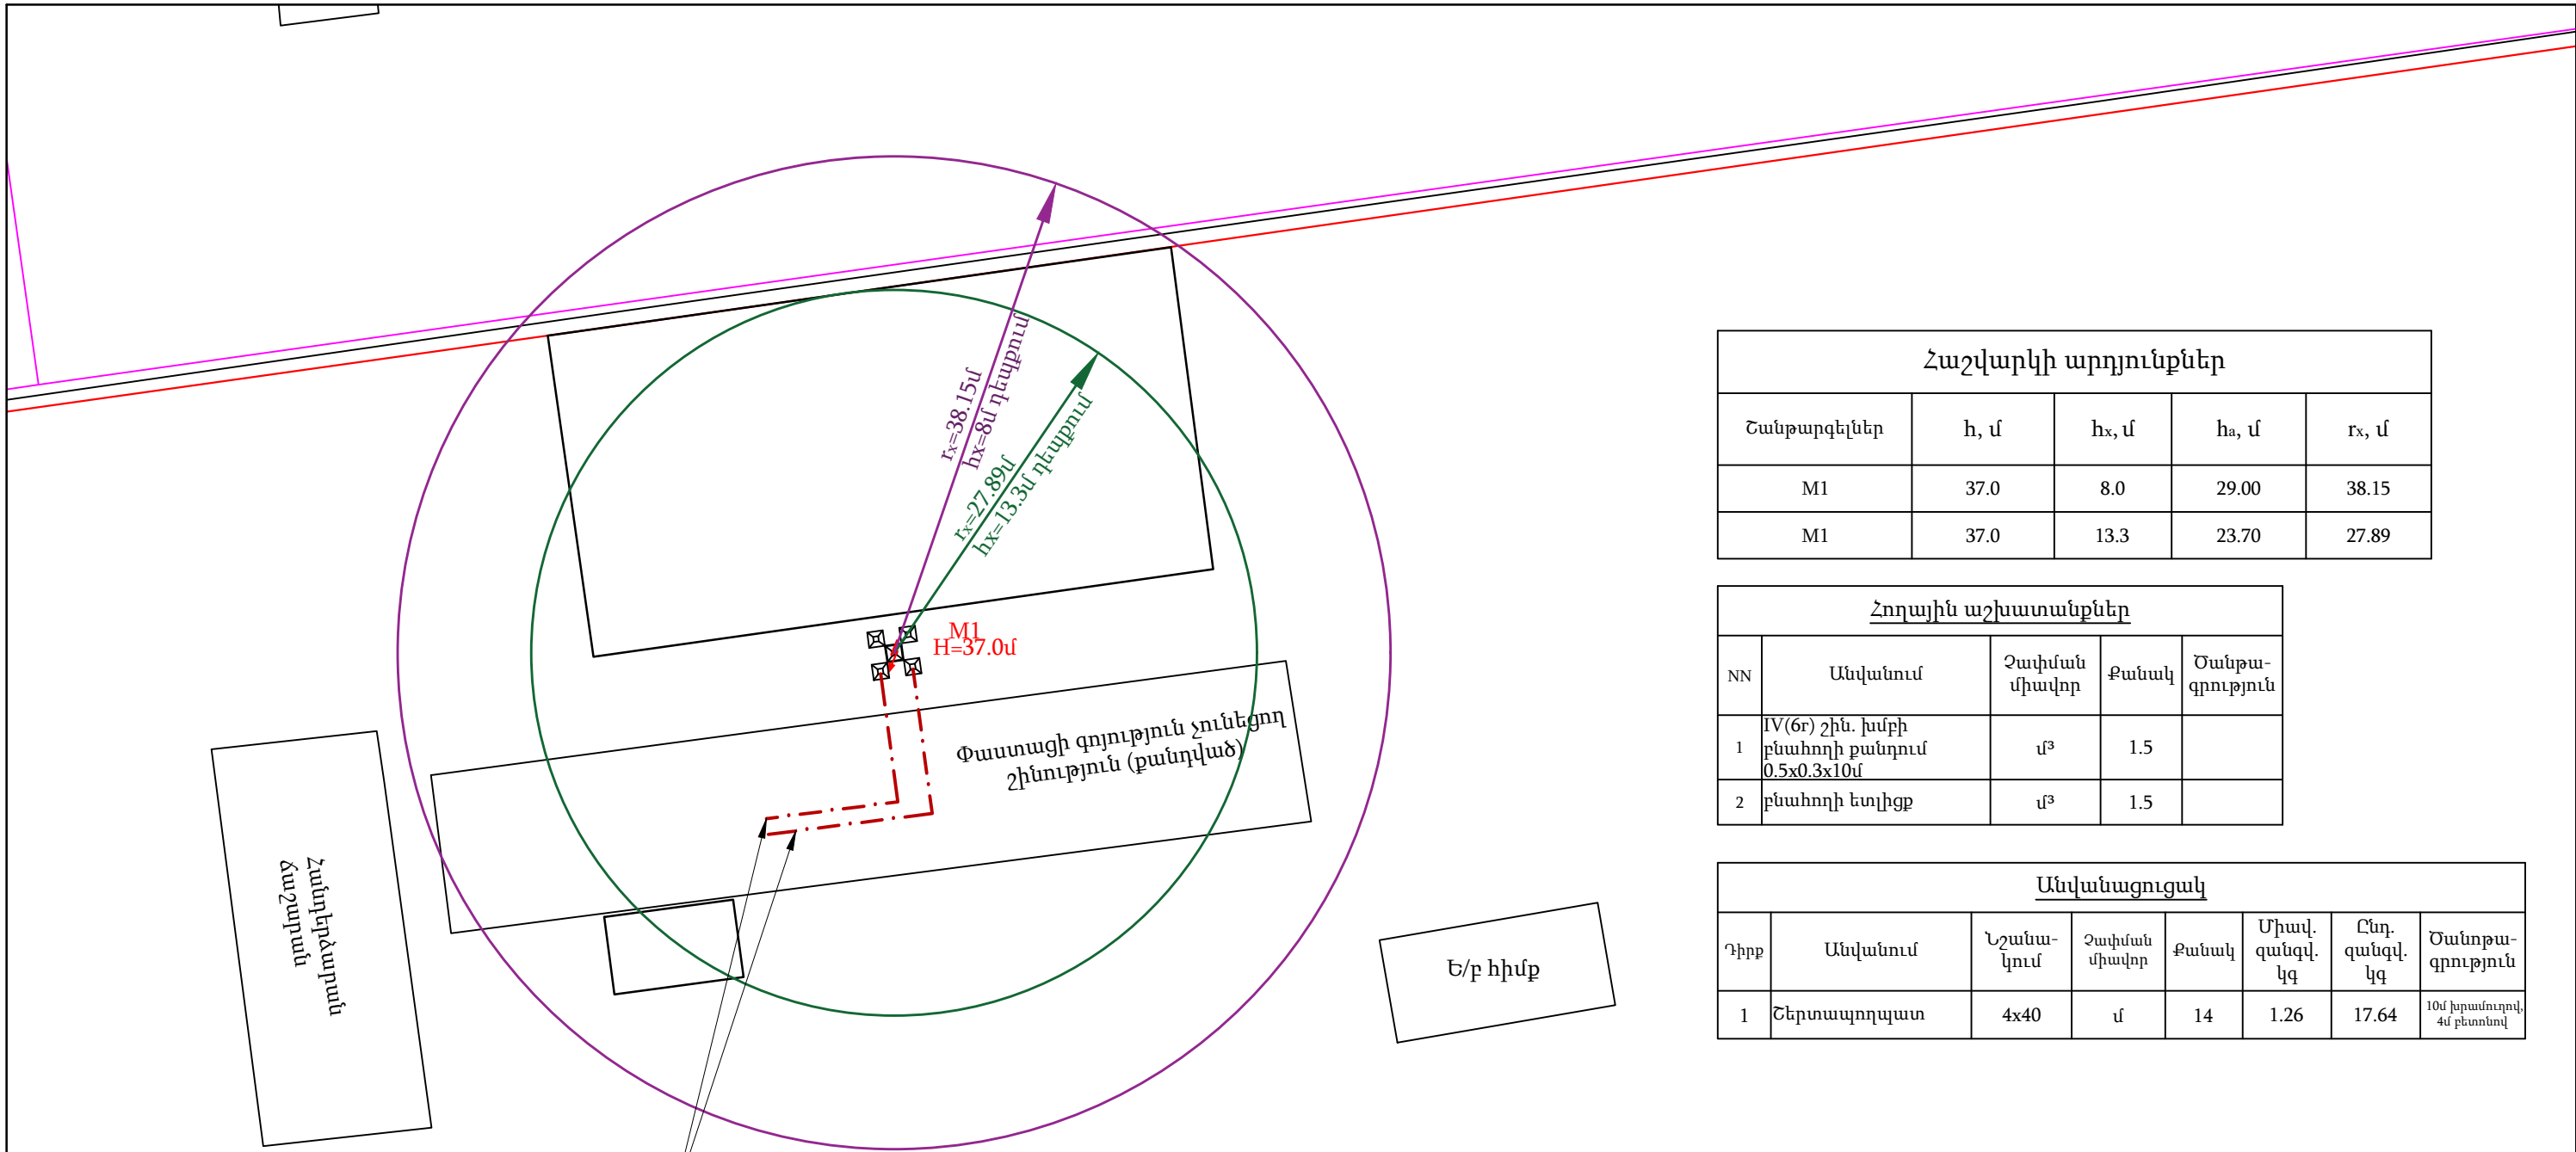 rx=38.15մ
hx=8մ դեպքում
rx=27.89մ
hx=13.3մ դեպքում
M1
H=37.0մ
Փաստացի գոյություն չունեցող
շինություն (քանդված)
Հանդերձարան
ճաշարան
Ե/բ հիմք
Հաշվարկի արդյունքներ
Շանթարգելներ h, մ hx, մ ha, մ rx, մ
M1 37.0 8.0 29.00 38.15
M1 37.0 13.3 23.70 27.89
Հողային աշխատանքներ
NN Անվանում Չափման միավոր Քանակ Ծանթա-գրություն
1 IV(6r) շին. խմբի
բնահողի քանդում մ³ 1.5
0.5x0.3x10մ
2 բնահողի ետլիցք մ³ 1.5
Անվանացուցակ
Դիրք Անվանում Նշանա-կում Չափման միավոր Քանակ Միավ. զանգվ. կգ Ընդ. զանգվ. կգ Ծանոթա-գրություն
1 Շերտապողպատ 4x40 մ 14 1.26 17.64 10մ խրամուղով, 4մ բետոնով